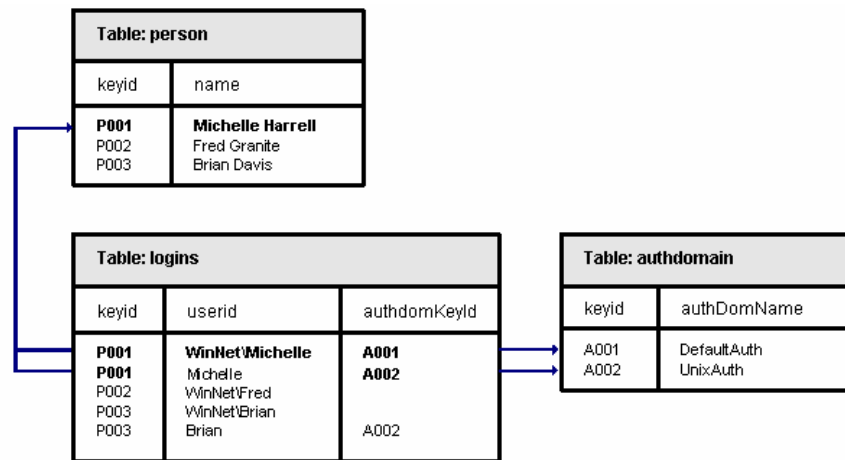 Table: person
keyid name
P001 Michelle Harrell
P002 Fred Granite
P003 Brian Davis
Table: logins
keyid userid authdomKeyId
P001 WinNet\Michelle A001
P001 Michelle A002
P002 WinNet\Fred
P003 WinNet\Brian
P003 Brian A002
Table: authdomain
keyid authDomName
A001 DefaultAuth
A002 UnixAuth